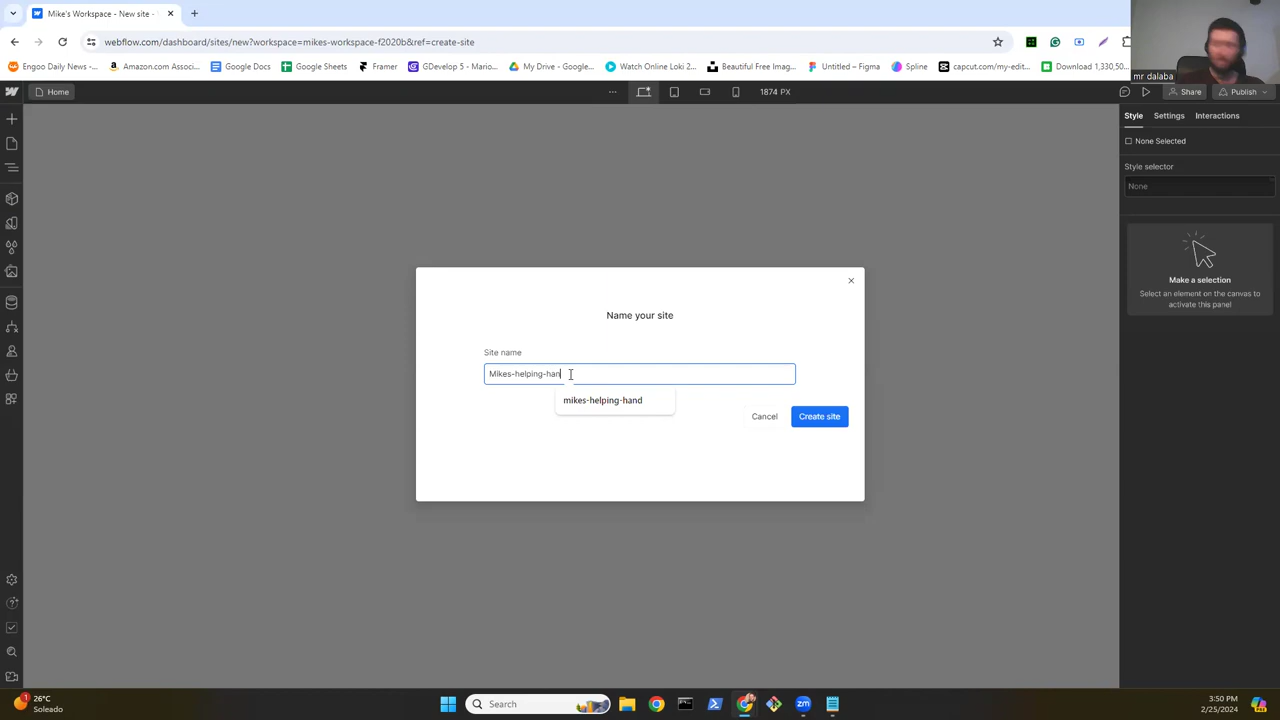 Mike's Workspace - New site -
webflow.com/dashboard/sites/new?workspace=mikes-workspace-f2020b&ref=create-site
Engoo Daily News -...
Amazon.com Associ...
Google Docs
Google Sheets
Framer
GDevelop 5 - Mario...
My Drive - Google...
Watch Online Loki 2...
Beautiful Free Imag...
Untitled – Figma
Spline
capcut.com/my-edit...
Download 1,330,50...
mr dalaba
Home
1874 PX
Share
Publish
Style
Settings
Interactions
None Selected
Style selector
None
Make a selection
Select an element on the canvas to
activate this panel
Name your site
Site name
Mikes-helping-han
mikes-helping-hand
Cancel
Create site
1
26°C
Soleado
Search
3:50 PM
2/25/2024